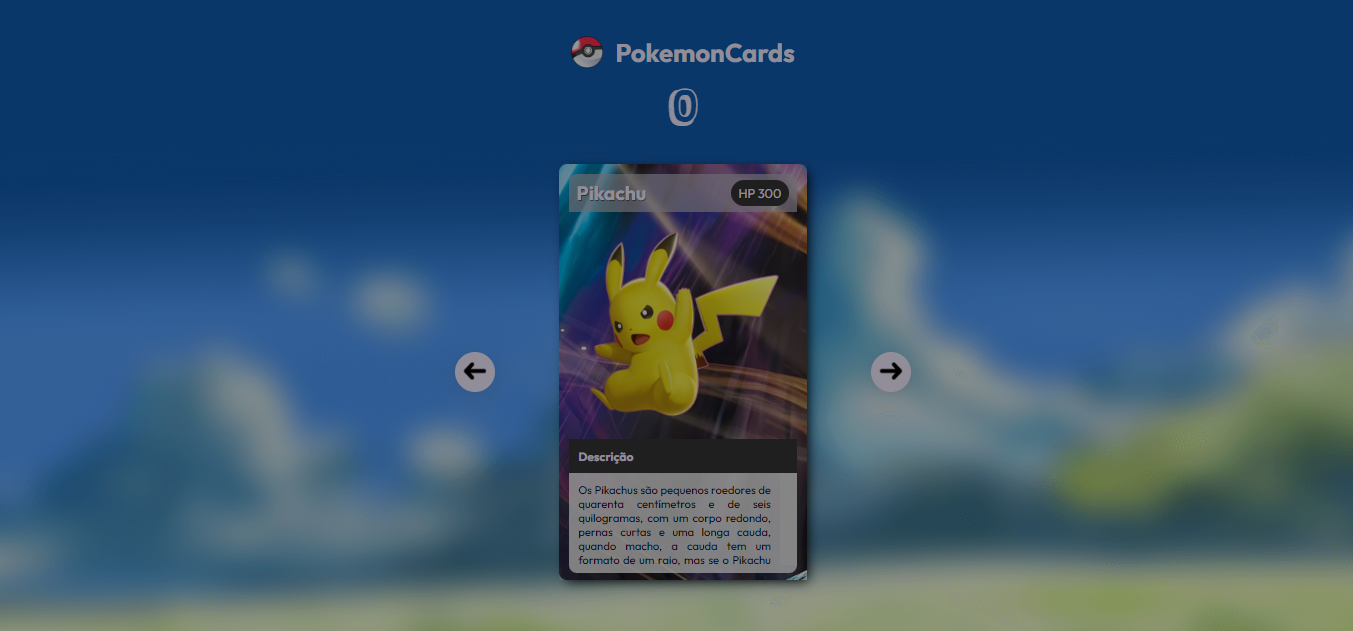 PokemonCards
0
Pikachu
HP 300
Descrição
Os Pikachus são pequenos roedores de
quarenta centímetros e de seis
quilogramas, com um corpo redondo,
pernas curtas e uma longa cauda,
quando macho, a cauda tem um
formato de um raio, mas se o Pikachu